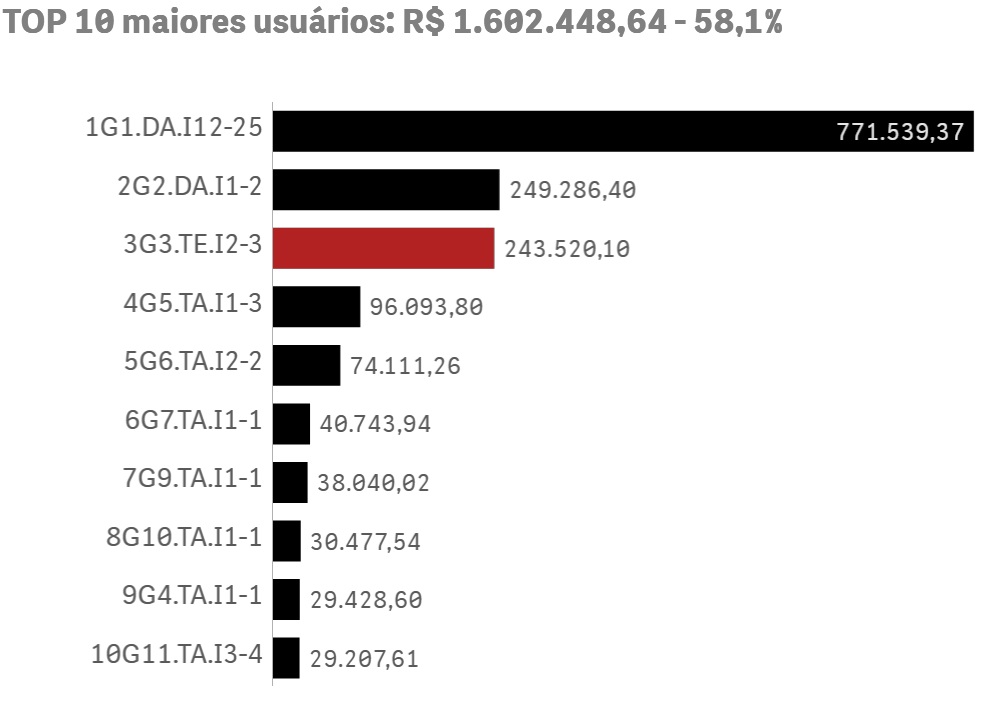 TOP 10 maiores usuários: R$ 1.602.448,64 - 58,1%
1G1.DA.I12-25 771.539,37
2G2.DA.I1-2 249.286,40
3G3.TE.I2-3 243.520,10
4G5.TA.I1-3 96.093,80
5G6.TA.I2-2 74.111,26
6G7.TA.I1-1 40.743,94
7G9.TA.I1-1 38.040,02
8G10.TA.I1-1 30.477,54
9G4.TA.I1-1 29.428,60
10G11.TA.I3-4 29.207,61